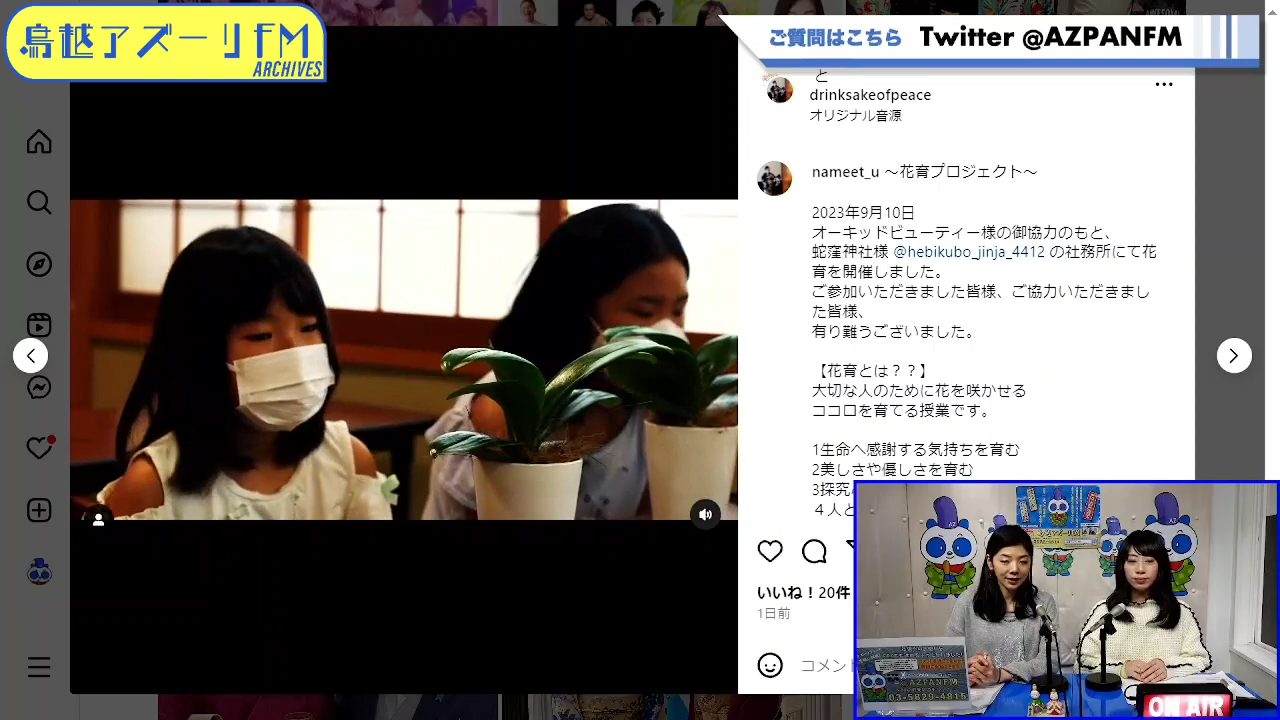 鳥越アズーリFM
ARCHIVES
ご質問はこちら Twitter @AZPANFM
と
drinksakeofpeace
オリジナル音源
nameet_u ～花育プロジェクト～
2023年9月10日
オーキッドビューティー様の御協力のもと、
蛇窪神社様 @hebikubo_jinja_4412 の社務所にて花
育を開催しました。
ご参加いただきました皆様、ご協力いただきまし
た皆様、
有り難うございました。
【花育とは？？】
大切な人のために花を咲かせる
ココロを育てる授業です。
1生命へ感謝する気持ちを育む
2美しさや優しさを育む
3探究
４人と
いいね！20件
1日前
コメン
AZPANFM
03-5829-4815
ON AIR